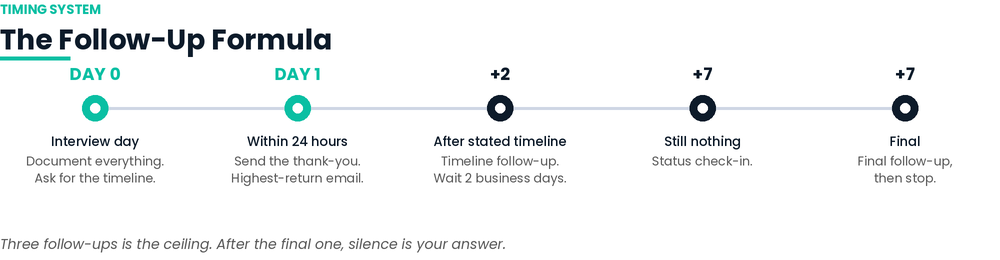 TIMING SYSTEM
The Follow-Up Formula
DAY 0
DAY 1
+2
+7
+7
Interview day
Within 24 hours
After stated timeline
Still nothing
Final
Document everything.
Ask for the timeline.
Send the thank-you.
Highest-return email.
Timeline follow-up.
Wait 2 business days.
Status check-in.
Final follow-up,
then stop.
Three follow-ups is the ceiling. After the final one, silence is your answer.